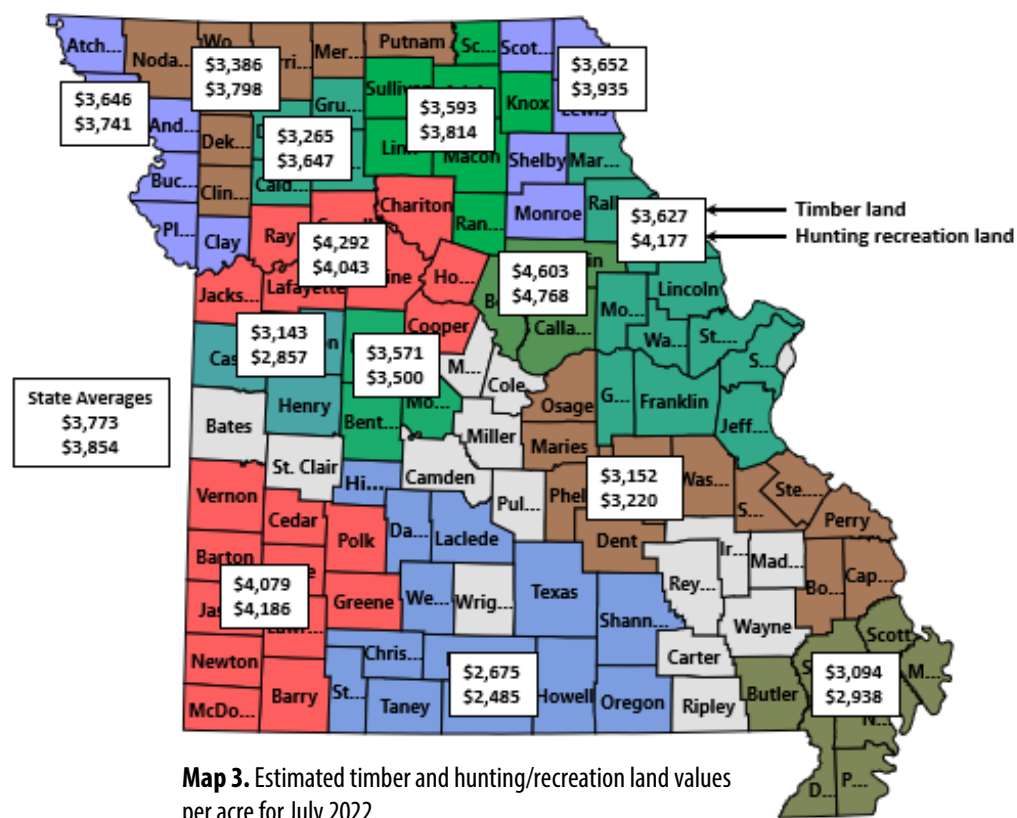 Atch...
Noda...
Wo...
...rri...
Mer...
Putnam
Sc...
Scot...
$3,386
$3,798
$3,652
$3,935
$3,646
$3,741
Gru...
$3,593
$3,814
Knox
Lewis
And...
Dek...
$3,265
$3,647
Linn
Macon
Shelby
Mar...
Buc...
Clin...
Cald...
Chariton
Ran...
Monroe
Rall...
$3,627
$4,177
Timber land
Hunting recreation land
Pl...
Clay
Ray
$4,292
$4,043
Ho...
$4,603
$4,768
Calla...
Jacks...
Lafayette
Cooper
Lincoln
Mo...
Wa...
St...
S...
Cas
$3,143
$2,857
$3,571
$3,500
M...
Cole
Henry
Bent...
Mo...
Osage
G...
Franklin
Jeff...
State Averages
$3,773
$3,854
Bates
Miller
Maries
St. Clair
Camden
Hi...
Pul...
Phel
$3,152
$3,220
Was...
S...
Ste...
Perry
Vernon
Cedar
Polk
Da...
Laclede
Dent
Ir...
Mad...
Bo...
Cap...
Barton
$4,079
$4,186
Greene
We...
Wrig...
Texas
Shann...
Rey...
Wayne
Scott
Newton
Chris...
Carter
$2,675
$2,485
$3,094
$2,938
M...
McDo...
Barry
St...
Taney
Howell
Oregon
Ripley
Butler
N...
D...
P...
Map 3. Estimated timber and hunting/recreation land values
per acre for July 2022